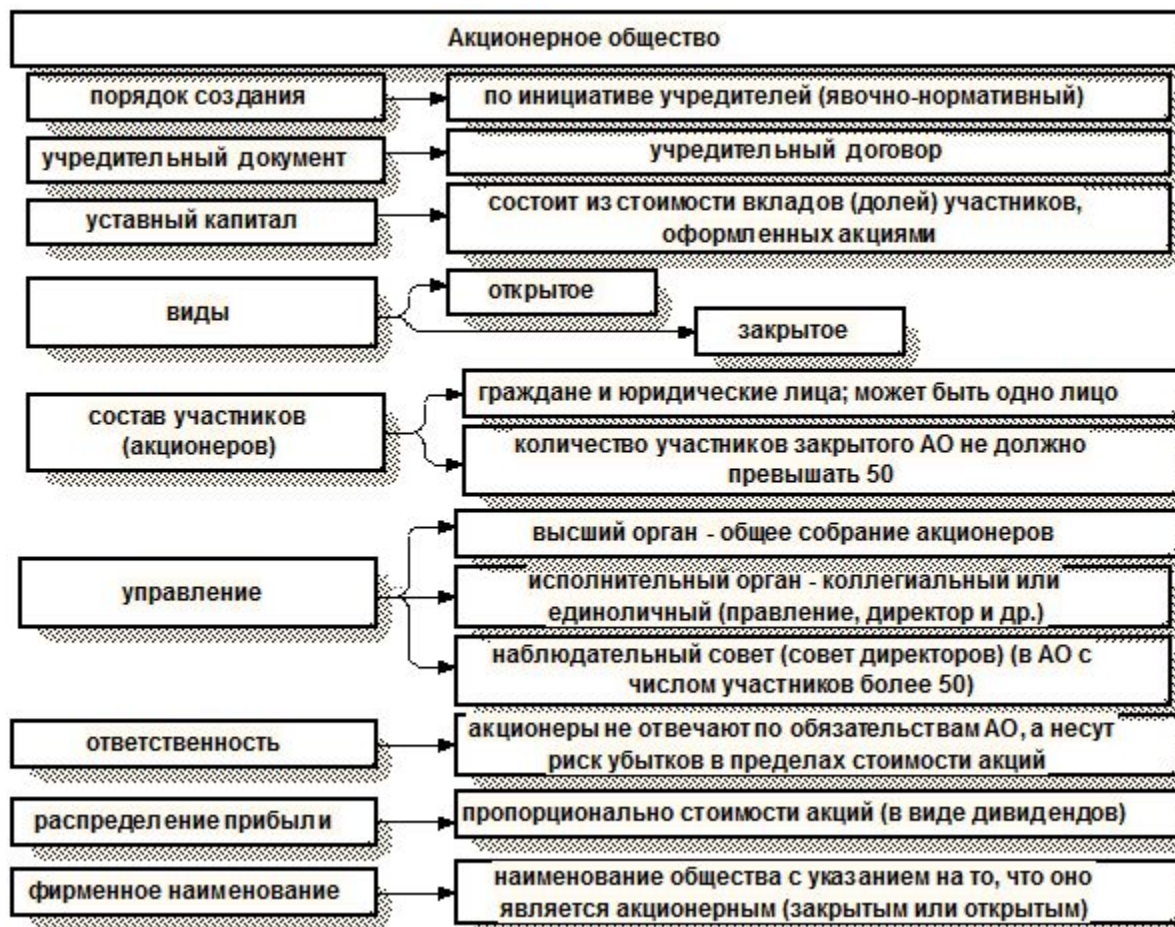 Акционерное общество
порядок создания
по инициативе учредителей (явочно-нормативный)
учредительный документ
учредительный договор
уставный капитал
состоит из стоимости вкладов (долей) участников,
оформленных акциями
виды
открытое
закрытое
состав участников
(акционеров)
граждане и юридические лица; может быть одно лицо
количество участников закрытого АО не должно
превышать 50
управление
высший орган - общее собрание акционеров
исполнительный орган - коллегиальный или
единоличный (правление, директор и др.)
наблюдательный совет (совет директоров) (в АО с
числом участников более 50)
ответственность
акционеры не отвечают по обязательствам АО, а несут
риск убытков в пределах стоимости акций
распределение прибыли
пропорционально стоимости акций (в виде дивидендов)
фирменное наименование
наименование общества с указанием на то, что оно
является акционерным (закрытым или открытым)